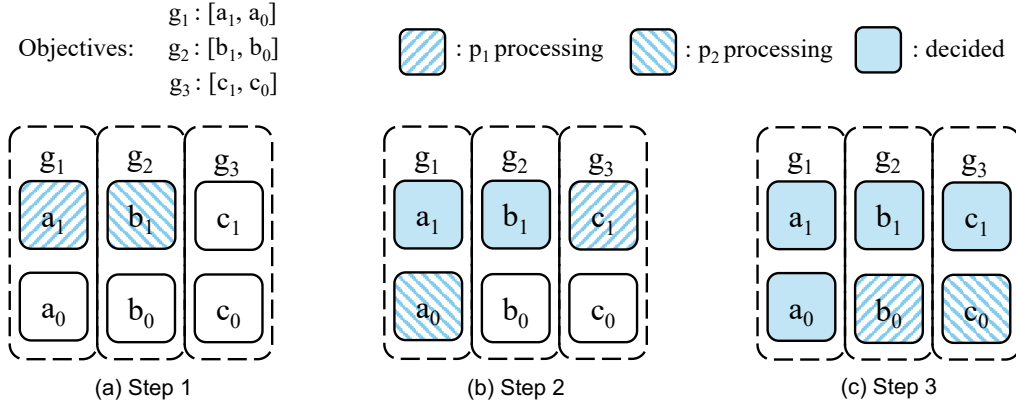 g₁ : [a₁, a₀]
Objectives: g₂ : [b₁, b₀]
g₃ : [c₁, c₀]
: p₁ processing : p₂ processing : decided
g₁ g₂ g₃
a₁ b₁ c₁
a₀ b₀ c₀
(a) Step 1
g₁ g₂ g₃
a₁ b₁ c₁
a₀ b₀ c₀
(b) Step 2
g₁ g₂ g₃
a₁ b₁ c₁
a₀ b₀ c₀
(c) Step 3